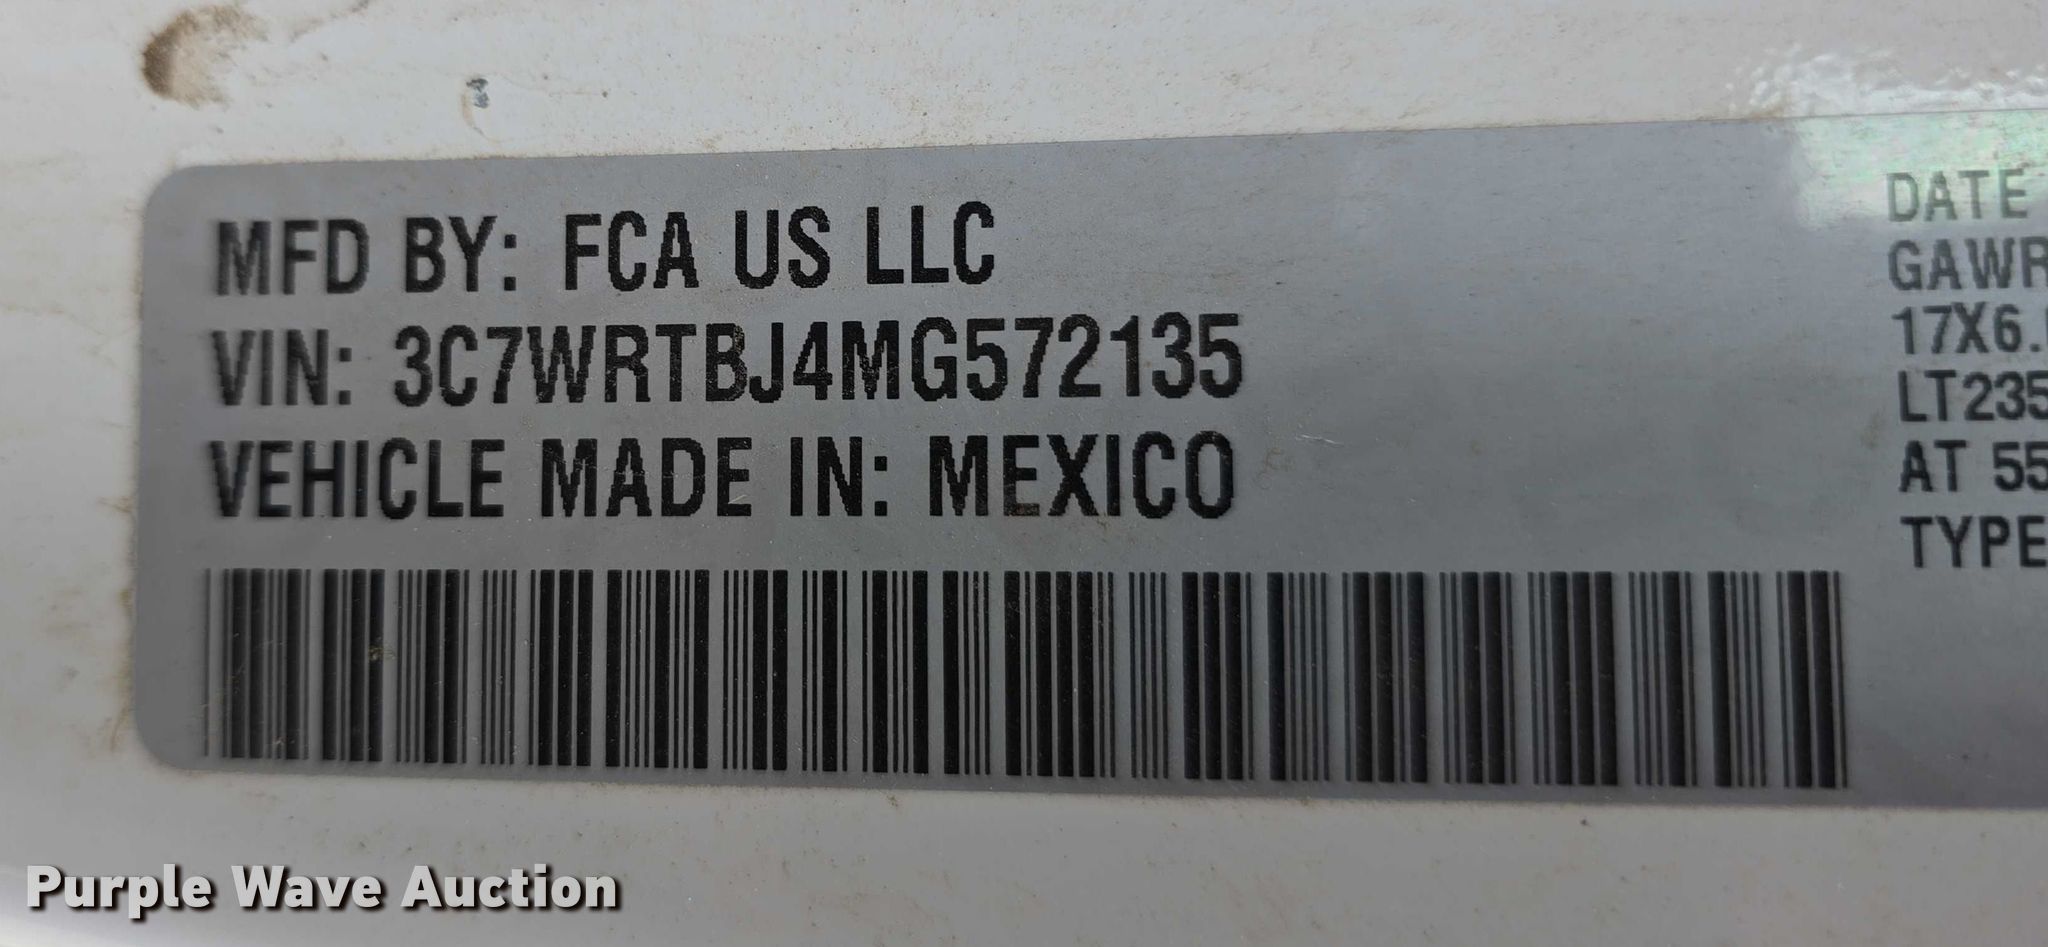 MFD BY: FCA US LLC
VIN: 3C7WRTBJ4MG572135
VEHICLE MADE IN: MEXICO
DATE
GAWR
17X6.
LT235
AT 55
TYPE
Purple Wave Auction